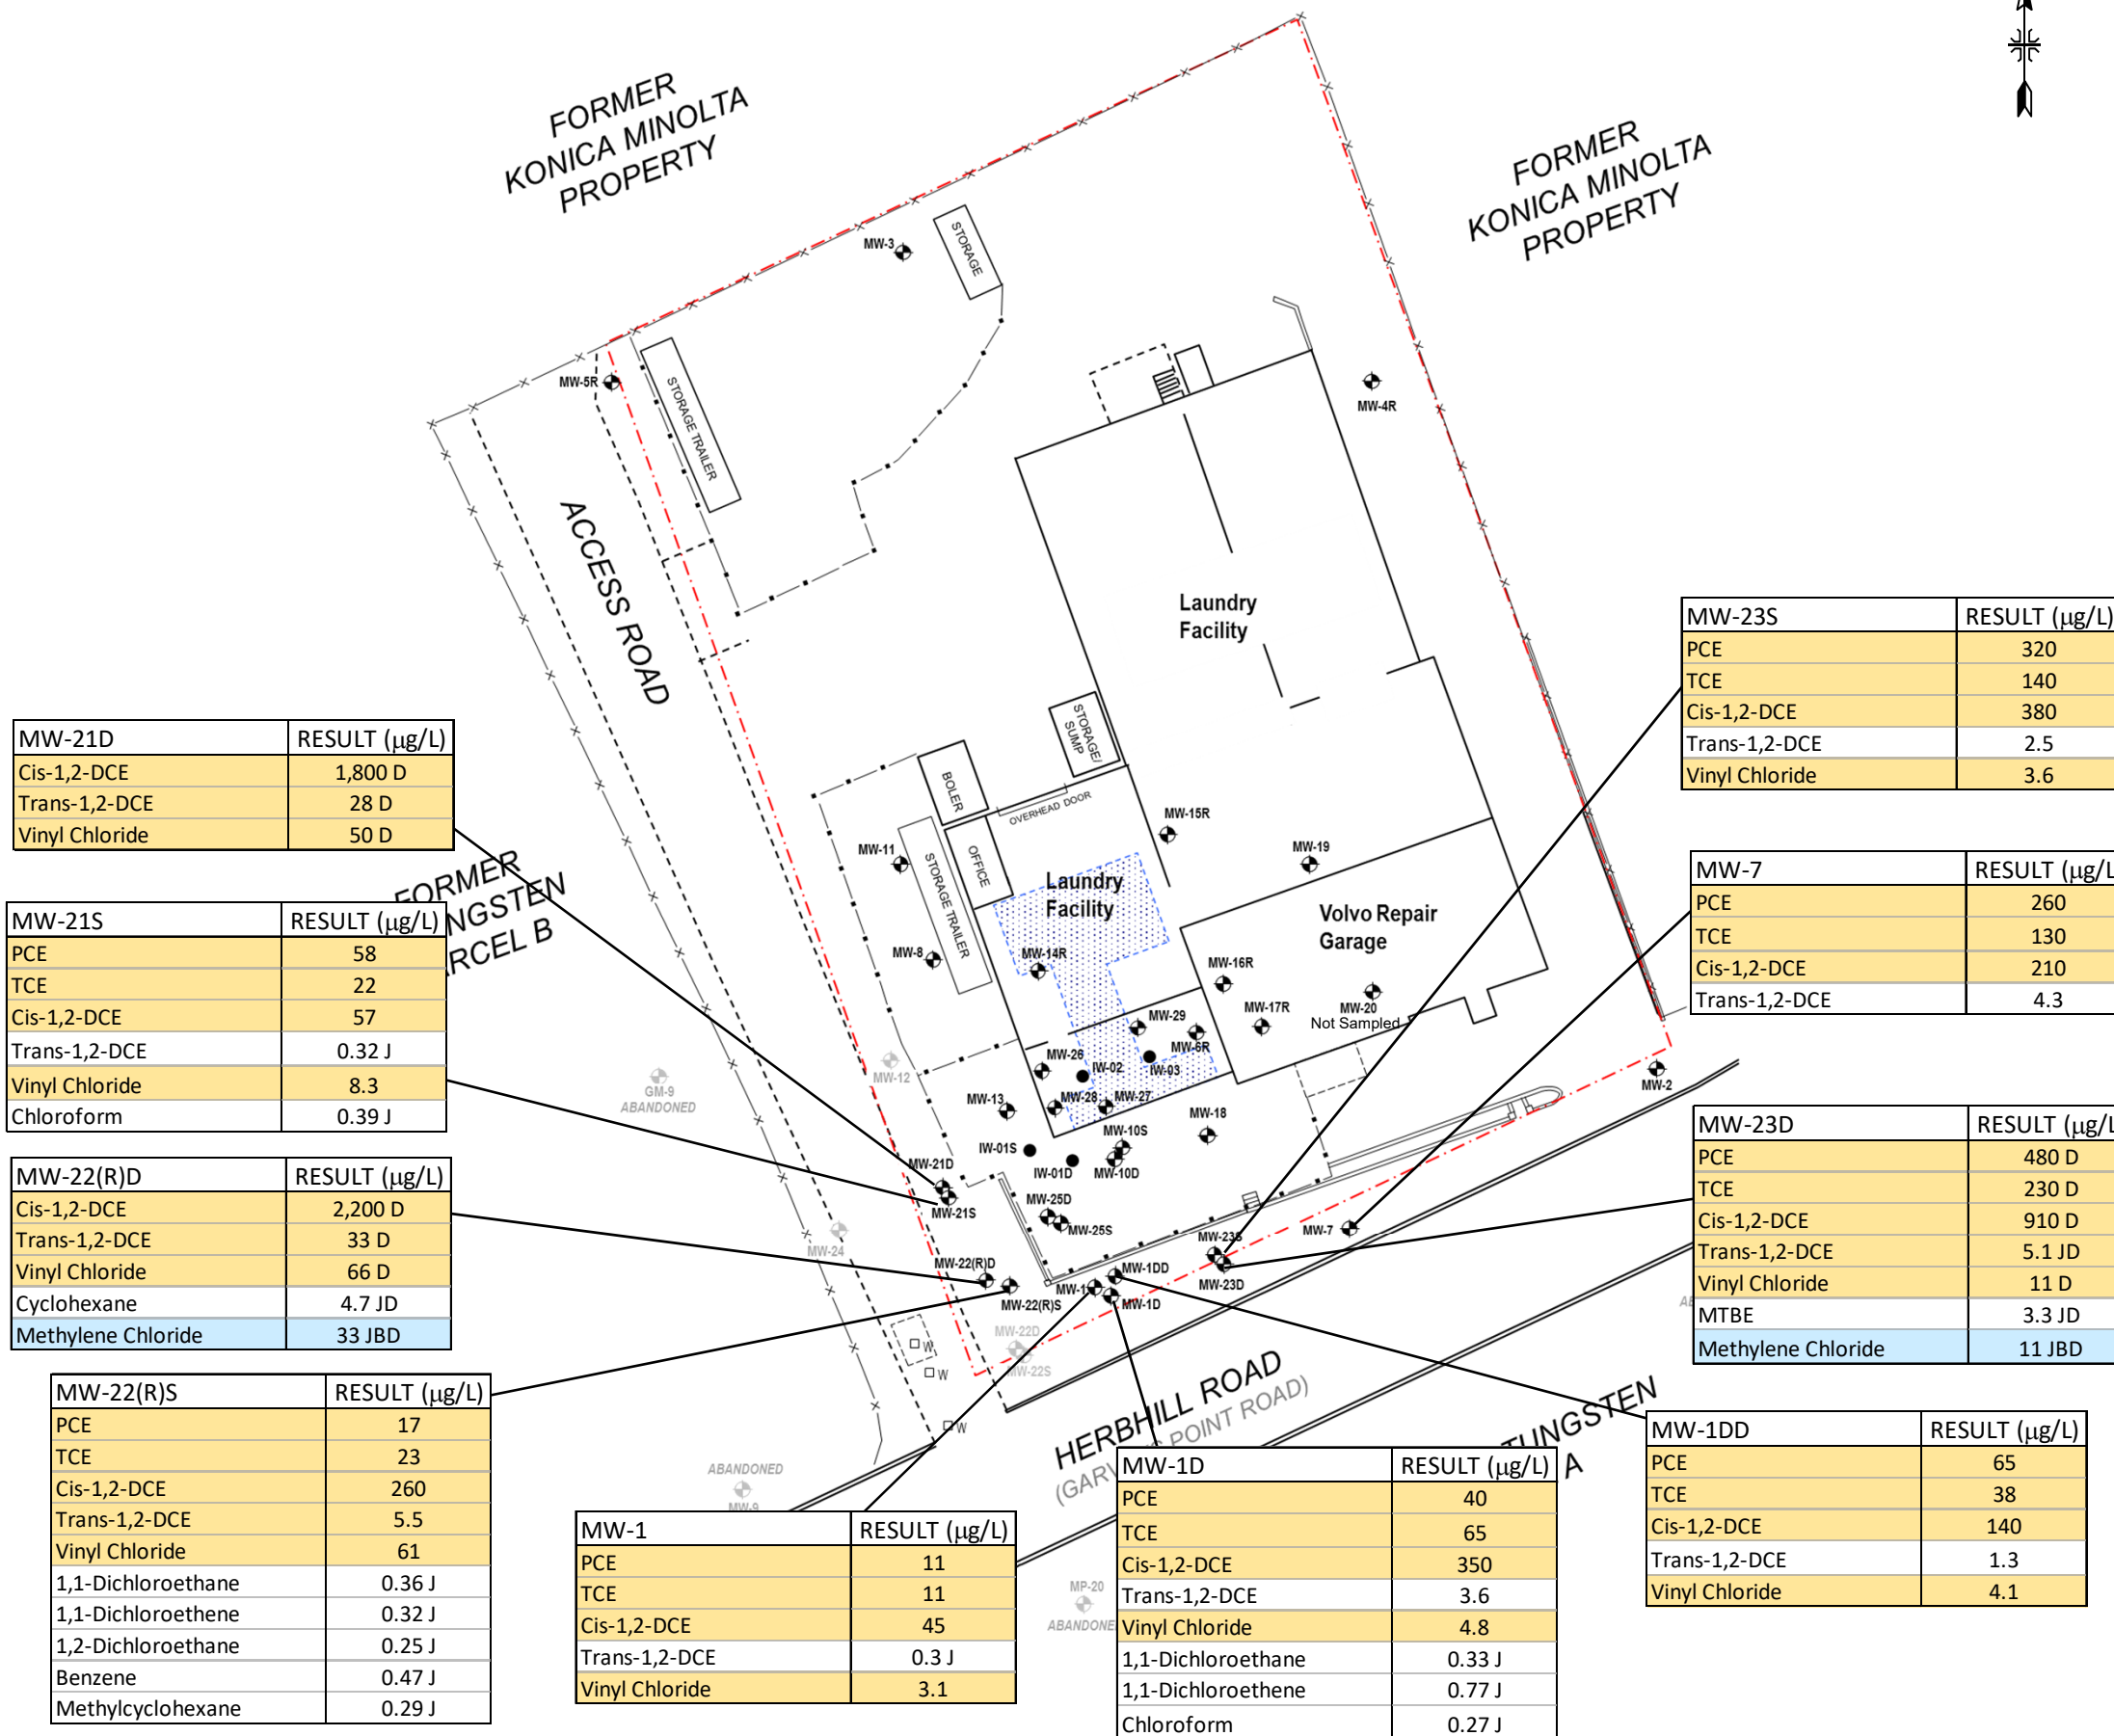 FORMER
KONICA MINOLTA
PROPERTY
FORMER
KONICA MINOLTA
PROPERTY
MW-3
STORAGE
MW-5R
STORAGE TRAILER
MW-4R
ACCESS ROAD
Laundry
Facility
STORAGE/
SUMP
BOLER
OVERHEAD DOOR
OFFICE
STORAGE TRAILER
MW-11
MW-15R
MW-19
Laundry
Facility
Volvo Repair
Garage
MW-8
MW-14R
MW-16R
MW-17R
MW-20
Not Sampled
MW-29
MW-6R
MW-26
IW-02
IW-03
MW-12
GM-9
ABANDONED
MW-13
MW-28
MW-27
MW-18
MW-2
MW-10S
IW-01S
IW-01D
MW-10D
MW-21D
MW-21S
MW-25D
MW-25S
MW-24
MW-7
MW-23S
MW-23D
MW-22(R)D
MW-22(R)S
MW-1
MW-1DD
MW-1D
MW-22D
MW-22S
W
W
W
HERBHILL ROAD
(GARV
POINT ROAD)
TUNGSTEN
A
ABANDONED
MW-9
MP-20
ABANDONE
FORMER
NGSTEN
RCEL B
MW-21D RESULT (µg/L)
Cis-1,2-DCE 1,800 D
Trans-1,2-DCE 28 D
Vinyl Chloride 50 D
MW-21S RESULT (µg/L)
PCE 58
TCE 22
Cis-1,2-DCE 57
Trans-1,2-DCE 0.32 J
Vinyl Chloride 8.3
Chloroform 0.39 J
MW-22(R)D RESULT (µg/L)
Cis-1,2-DCE 2,200 D
Trans-1,2-DCE 33 D
Vinyl Chloride 66 D
Cyclohexane 4.7 JD
Methylene Chloride 33 JBD
MW-22(R)S RESULT (µg/L)
PCE 17
TCE 23
Cis-1,2-DCE 260
Trans-1,2-DCE 5.5
Vinyl Chloride 61
1,1-Dichloroethane 0.36 J
1,1-Dichloroethene 0.32 J
1,2-Dichloroethane 0.25 J
Benzene 0.47 J
Methylcyclohexane 0.29 J
MW-1 RESULT (µg/L)
PCE 11
TCE 11
Cis-1,2-DCE 45
Trans-1,2-DCE 0.3 J
Vinyl Chloride 3.1
MW-1D RESULT (µg/L)
PCE 40
TCE 65
Cis-1,2-DCE 350
Trans-1,2-DCE 3.6
Vinyl Chloride 4.8
1,1-Dichloroethane 0.33 J
1,1-Dichloroethene 0.77 J
Chloroform 0.27 J
MW-1DD RESULT (µg/L)
PCE 65
TCE 38
Cis-1,2-DCE 140
Trans-1,2-DCE 1.3
Vinyl Chloride 4.1
MW-23S RESULT (µg/L)
PCE 320
TCE 140
Cis-1,2-DCE 380
Trans-1,2-DCE 2.5
Vinyl Chloride 3.6
MW-7 RESULT (µg/L
PCE 260
TCE 130
Cis-1,2-DCE 210
Trans-1,2-DCE 4.3
MW-23D RESULT (µg/L
PCE 480 D
TCE 230 D
Cis-1,2-DCE 910 D
Trans-1,2-DCE 5.1 JD
Vinyl Chloride 11 D
MTBE 3.3 JD
Methylene Chloride 11 JBD